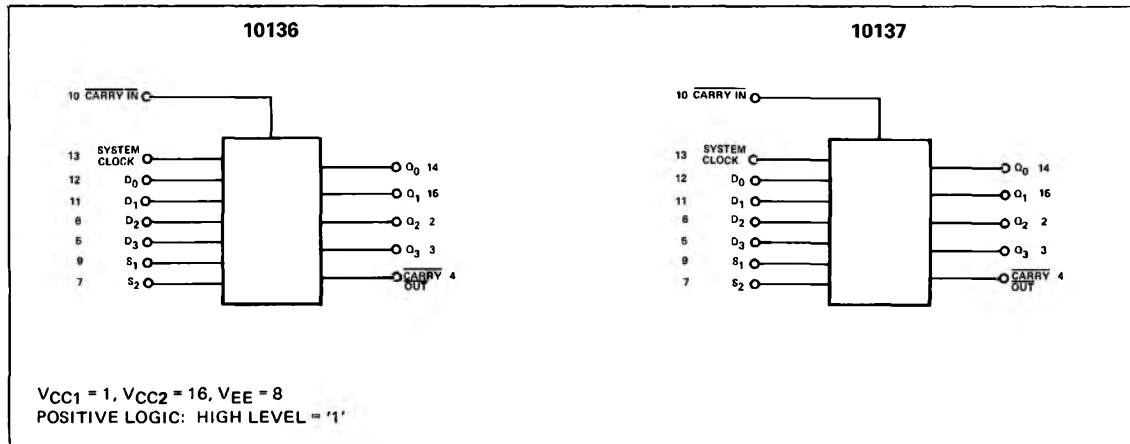 10136
10 CARRY IN
13 SYSTEM CLOCK
12 D0
11 D1
6 D2
5 D3
9 S1
7 S2
Q0 14
Q1 16
Q2 2
Q3 3
CARRY OUT 4
10137
10 CARRY IN
13 SYSTEM CLOCK
12 D0
11 D1
6 D2
5 D3
9 S1
7 S2
Q0 14
Q1 16
Q2 2
Q3 3
CARRY OUT 4
VCC1 = 1, VCC2 = 16, VEE = 8
POSITIVE LOGIC: HIGH LEVEL = '1'